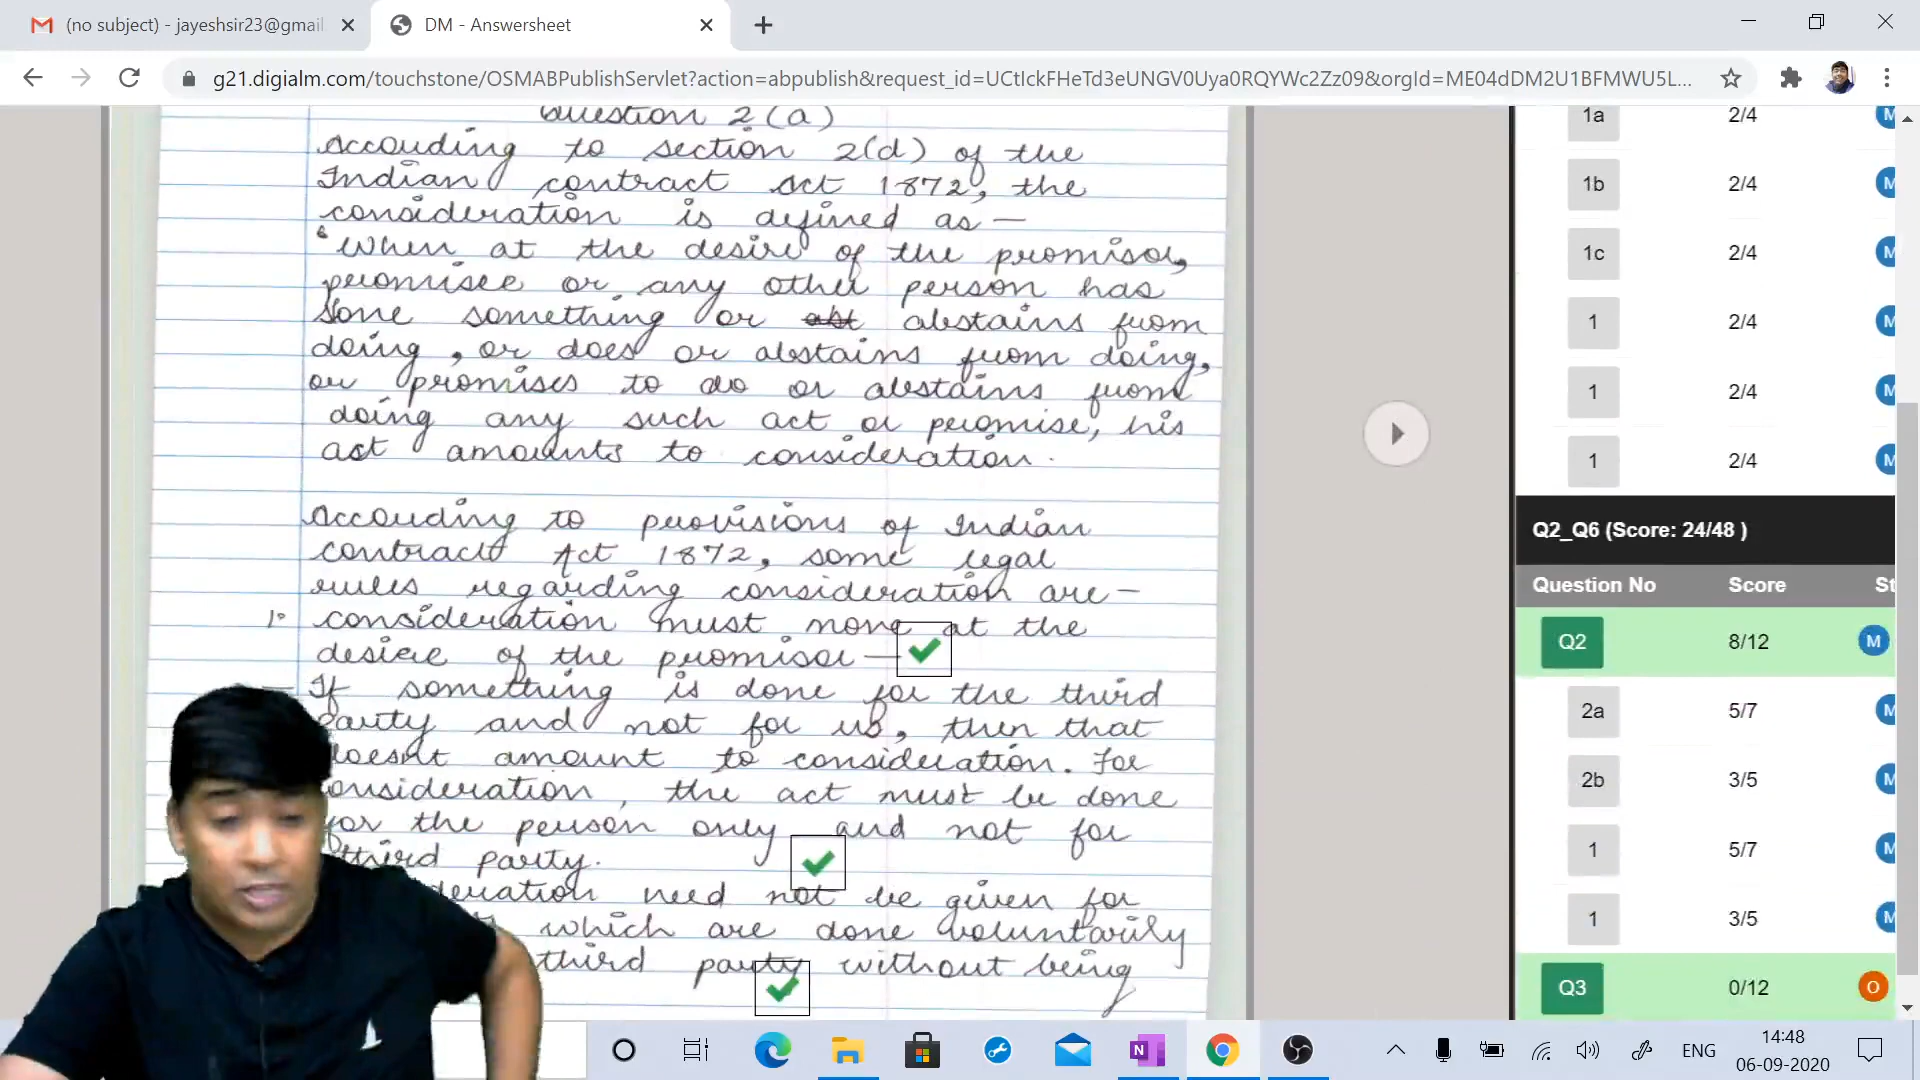 (no subject) - jayeshsir23@gmail
DM - Answersheet
g21.digialm.com/touchstone/OSMABPublishServlet?action=abpublish&request_id=UCtIckFHeTd3eUNGV0Uya0RQYWc2Zz09&orgId=ME04dDM2U1BFMWU5L...
Question 2 (a)
According to section 2(d) of the
Indian contract Act 1872, the
consideration is defined as —
"When at the desire of the promisor,
promisee or any other person has
done something or abstains from
doing, or does or abstains from doing,
or promises to do or abstains from
doing any such act or promise, his
act amounts to consideration.
According to provisions of Indian
contract Act 1872, some legal
rules regarding consideration are —
1. consideration must move at the
desire of the promisor —
— If something is done for the third
party and not for us, then that
doesnt amount to consideration. For
consideration, the act must be done
for the person only and not for
third party.
deration need not be given for
which are done voluntarily
third party without being
1a 2/4 M
1b 2/4 M
1c 2/4 M
1 2/4 M
1 2/4 M
1 2/4 M
Q2_Q6 (Score: 24/48 )
Question No Score St
Q2 8/12 M
2a 5/7 M
2b 3/5 M
1 5/7 M
1 3/5 M
Q3 0/12 O
ENG
14:48
06-09-2020